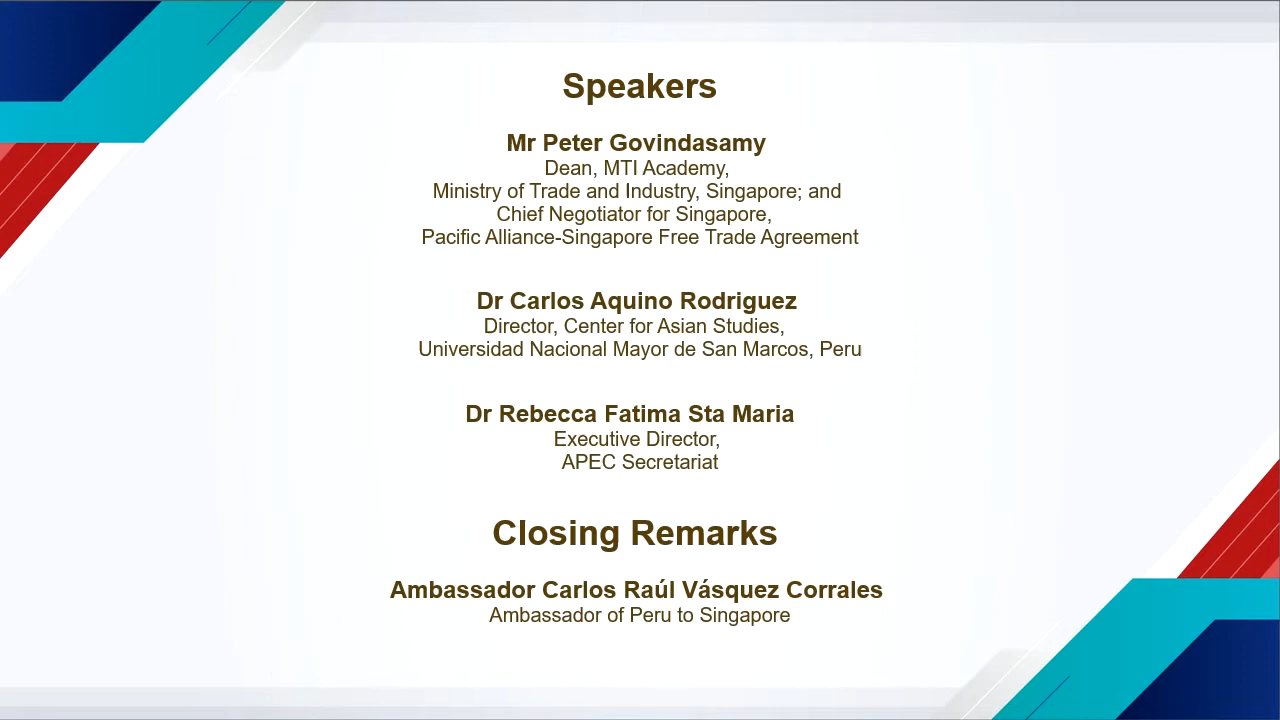 Speakers
Mr Peter Govindasamy
Dean, MTI Academy,
Ministry of Trade and Industry, Singapore; and
Chief Negotiator for Singapore,
Pacific Alliance-Singapore Free Trade Agreement
Dr Carlos Aquino Rodriguez
Director, Center for Asian Studies,
Universidad Nacional Mayor de San Marcos, Peru
Dr Rebecca Fatima Sta Maria
Executive Director,
APEC Secretariat
Closing Remarks
Ambassador Carlos Raúl Vásquez Corrales
Ambassador of Peru to Singapore